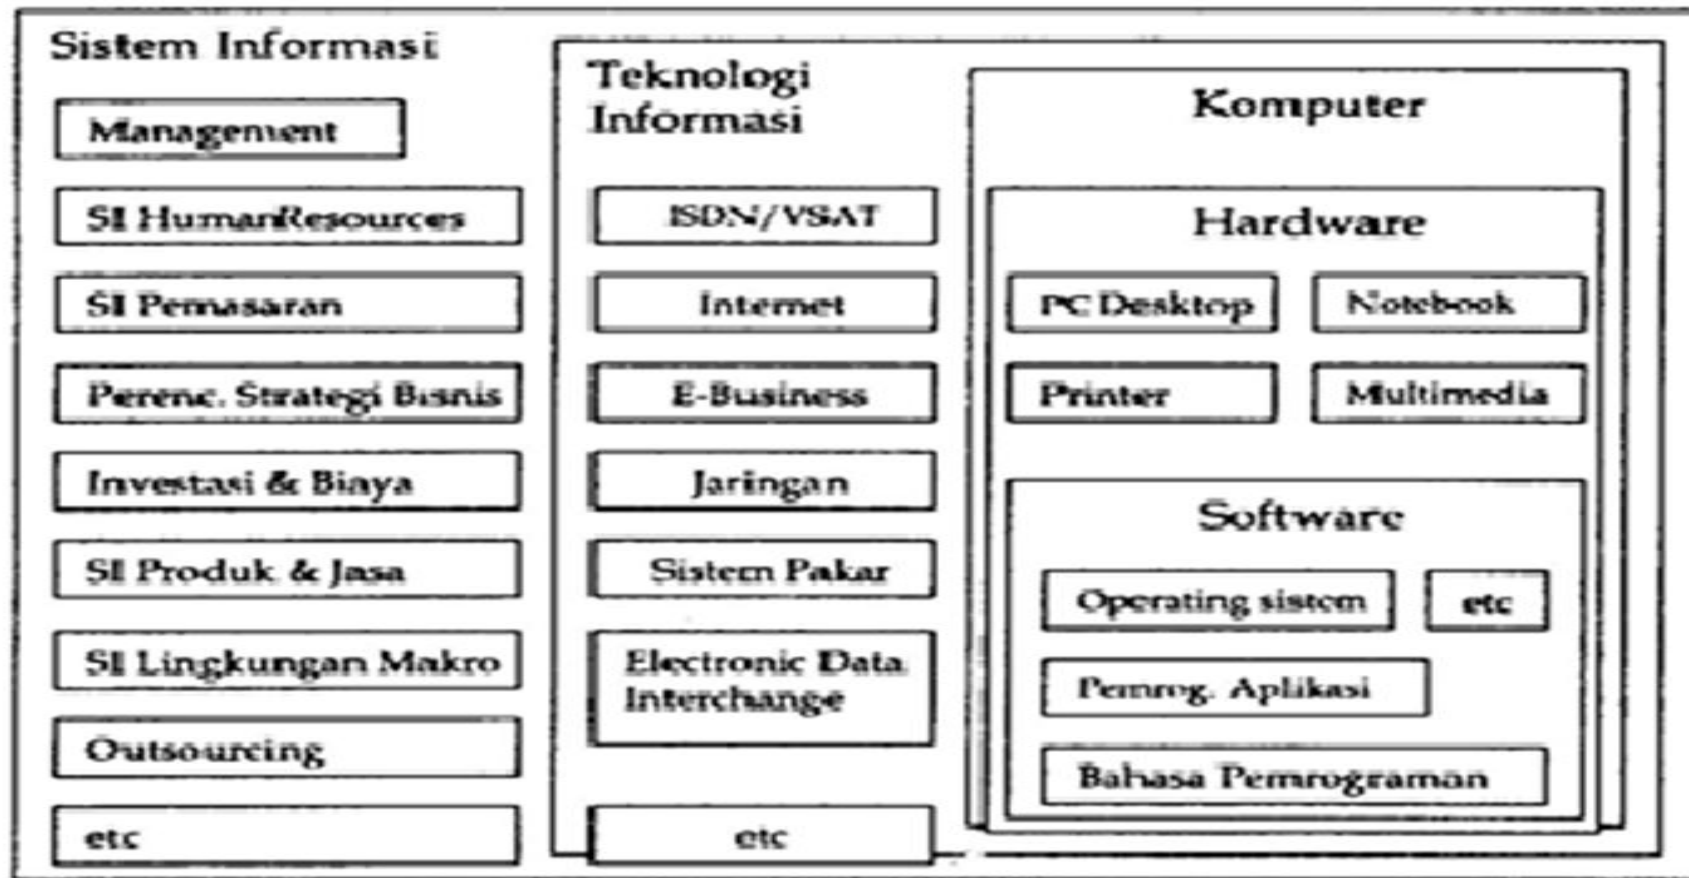 Sistem Informasi
Management
SI HumanResources
SI Pemasaran
Perenc. Strategi Bisnis
Investasi & Biaya
SI Produk & Jasa
SI Lingkungan Makro
Outsourcing
etc
Teknologi
Informasi
ISDN/VSAT
Internet
E-Business
Jaringan
Sistem Pakar
Electronic Data
Interchange
etc
Komputer
Hardware
PC Desktop
Notebook
Printer
Multimedia
Software
Operating sistem
etc
Pemrog. Aplikasi
Bahasa Pemrograman